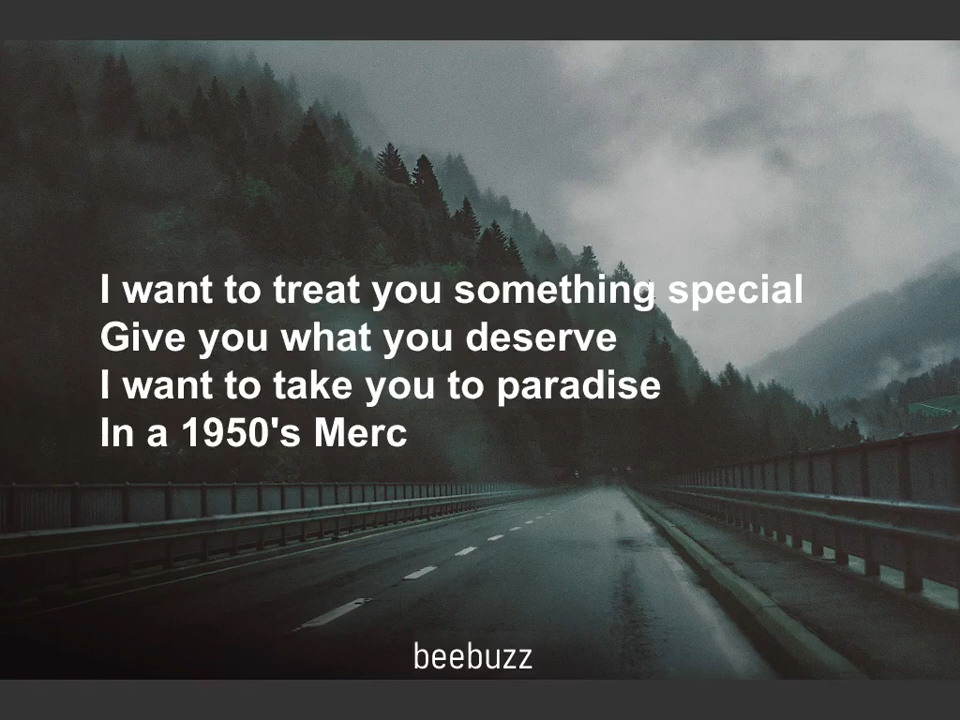 I want to treat you something special
Give you what you deserve
I want to take you to paradise
In a 1950's Merc
beebuzz